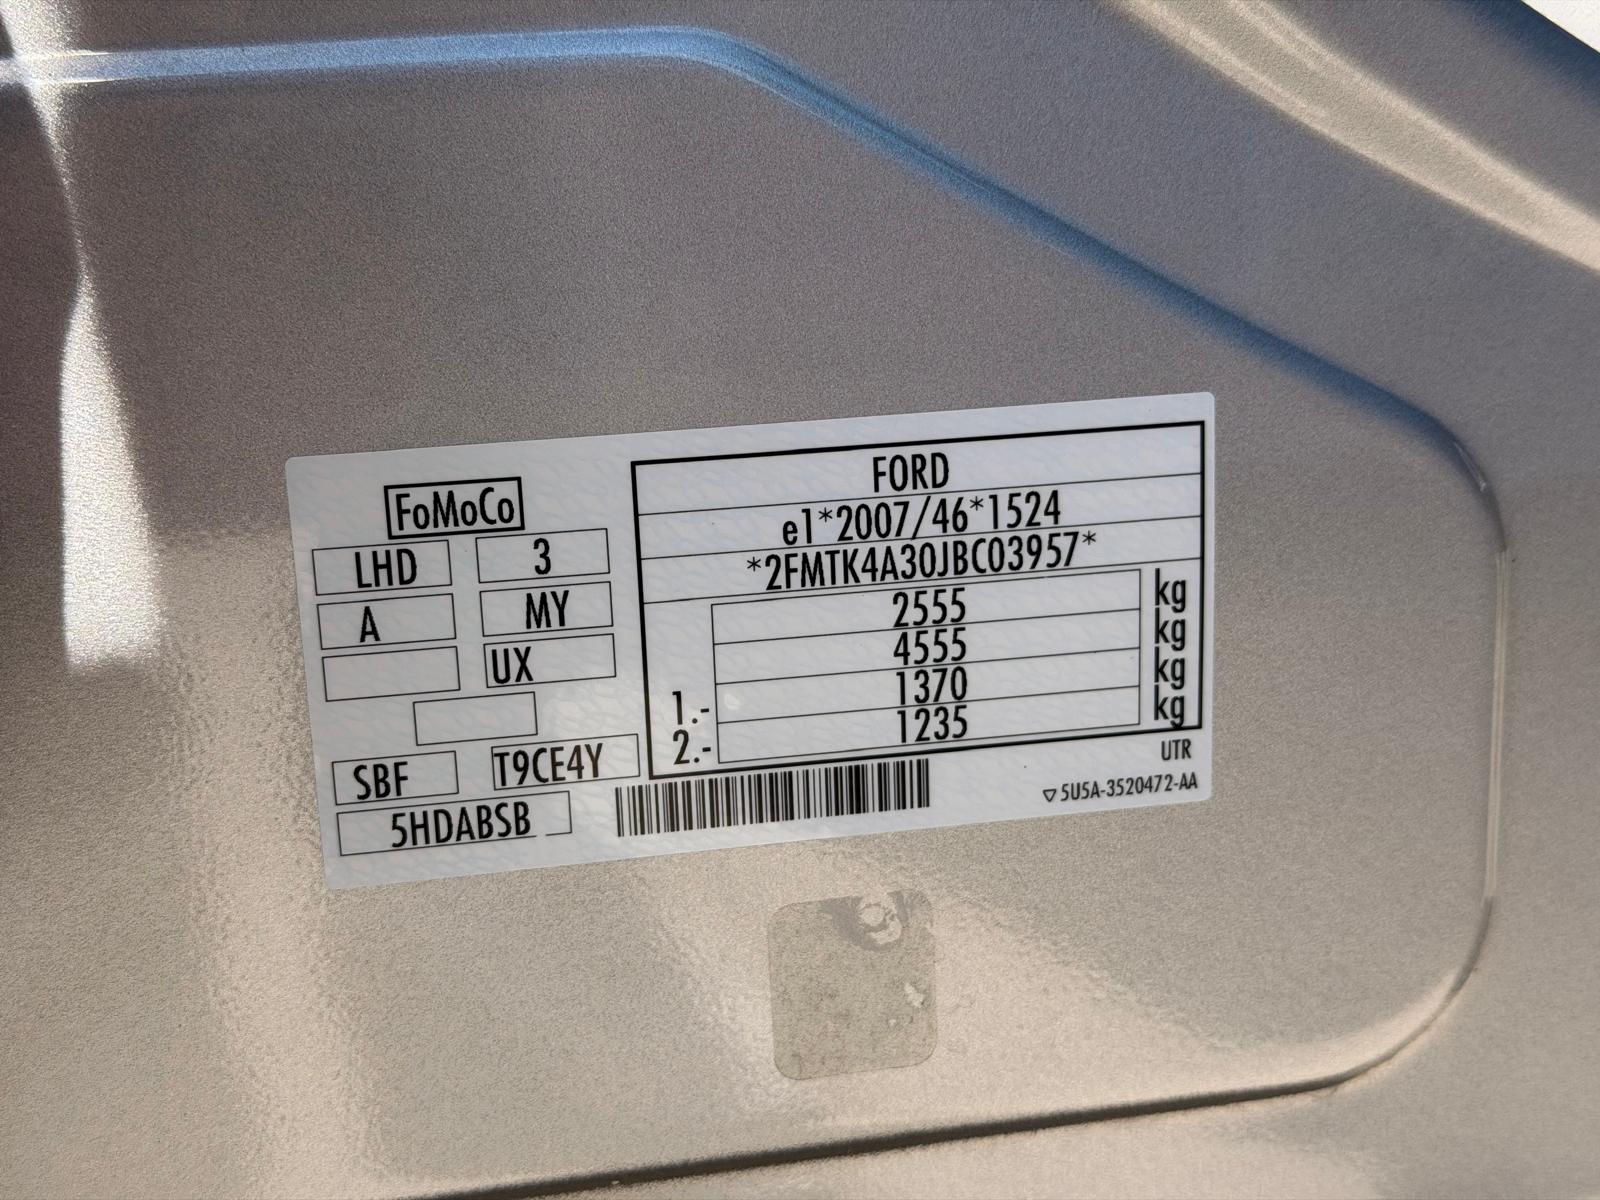 FoMoCo
LHD 3
A MY
UX
SBF T9CE4Y
5HDABSB
FORD
e1*2007/46*1524
*2FMTK4A30JBC03957*
2555 kg
4555 kg
1.- 1370 kg
2.- 1235 kg
UTR
5U5A-3520472-AA